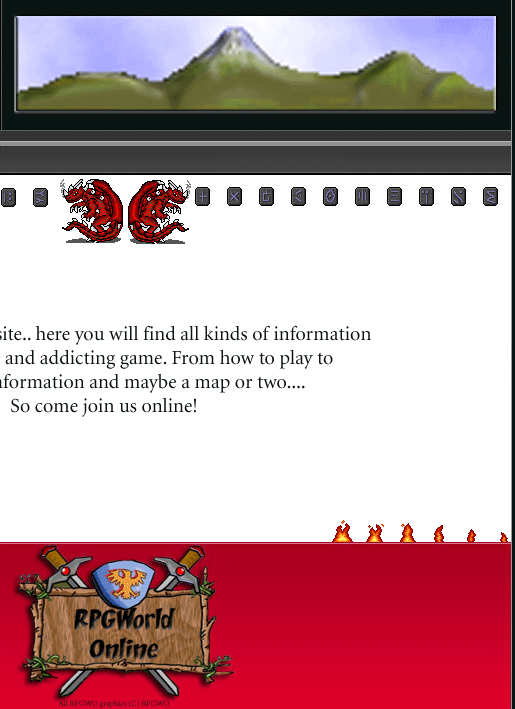 site.. here you will find all kinds of information
and addicting game. From how to play to
nformation and maybe a map or two....
So come join us online!
RPGWorld
Online